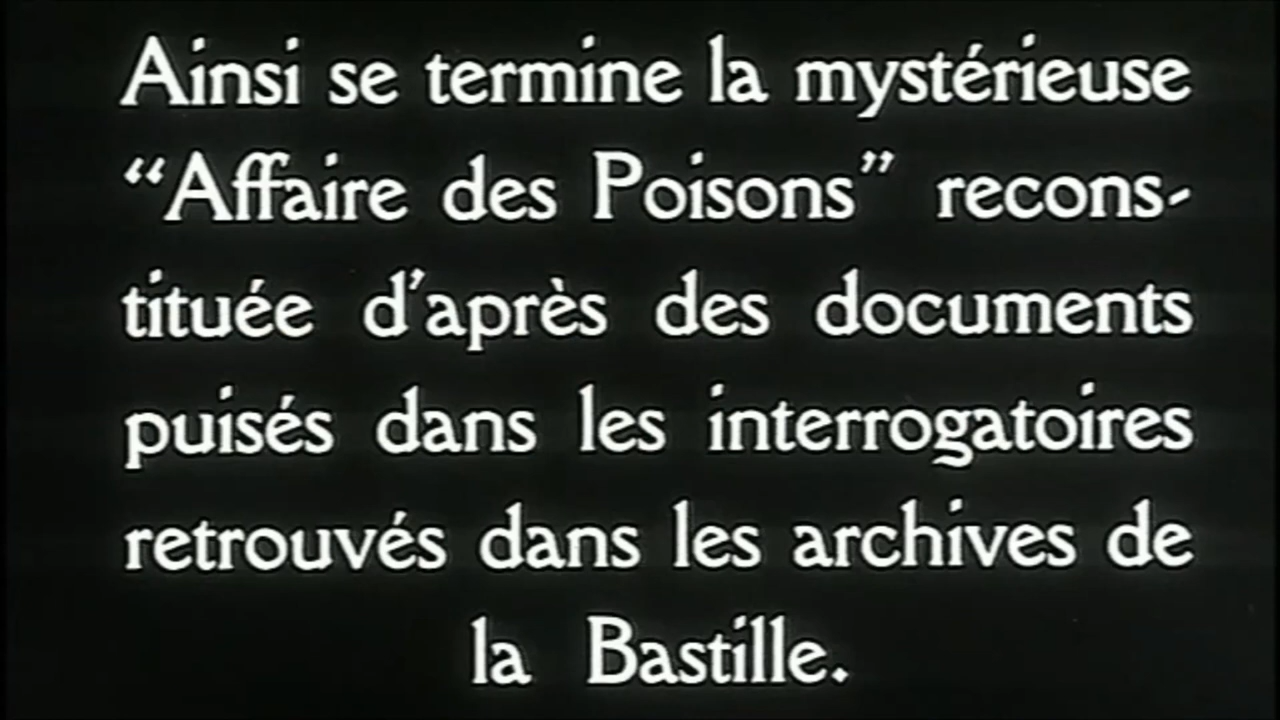 Ainsi se termine la mystérieuse
“Affaire des Poisons” recons-
tituée d'après des documents
puisés dans les interrogatoires
retrouvés dans les archives de
la Bastille.